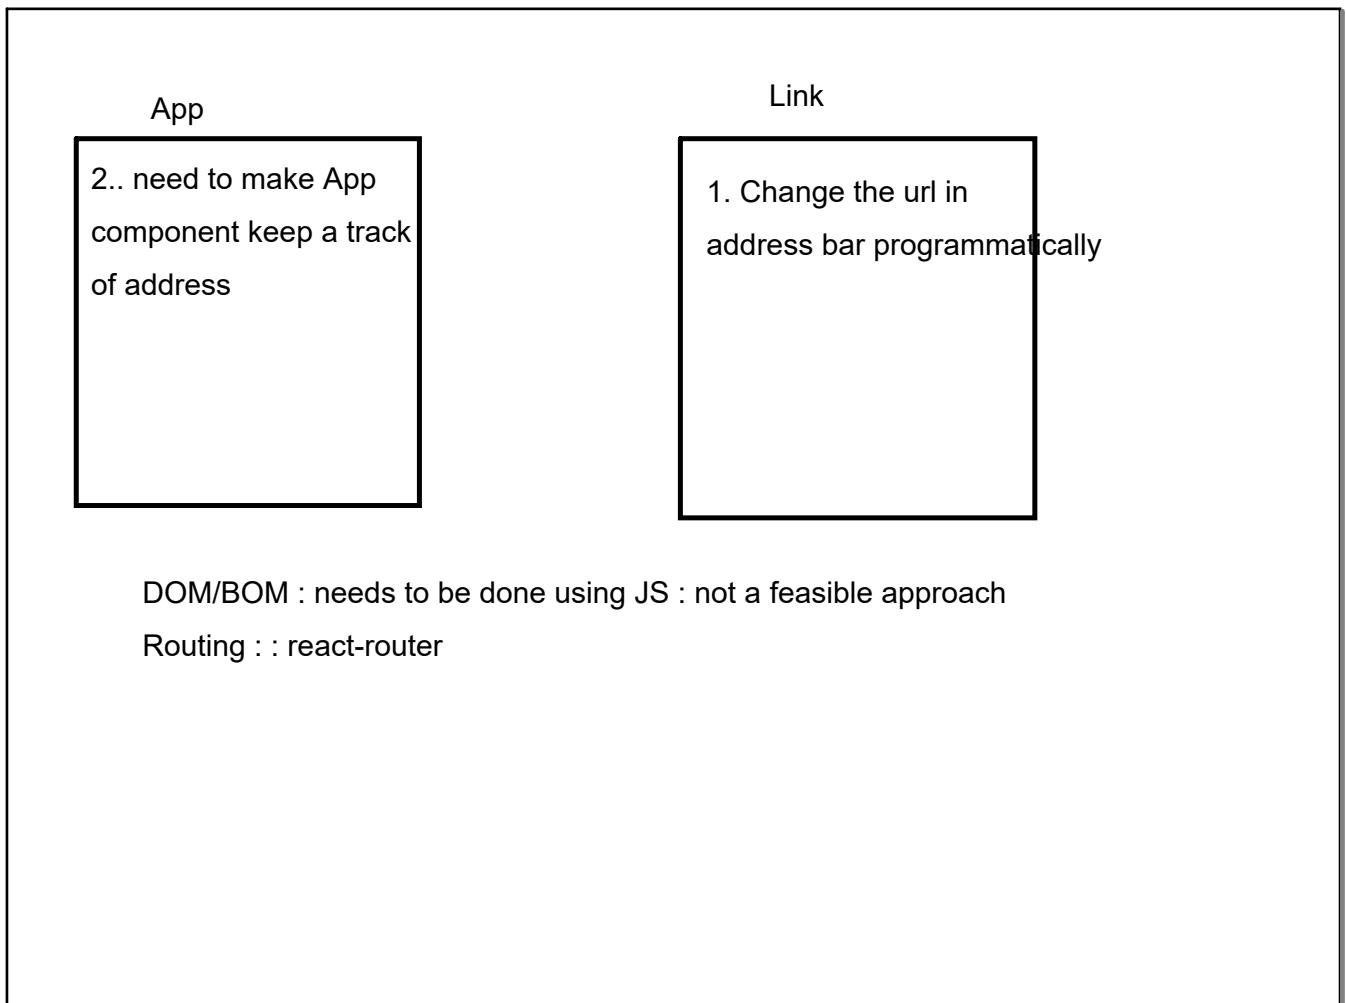 App
2.. need to make App
component keep a track
of address
Link
1. Change the url in
address bar programmatically
DOM/BOM : needs to be done using JS : not a feasible approach
Routing : : react-router